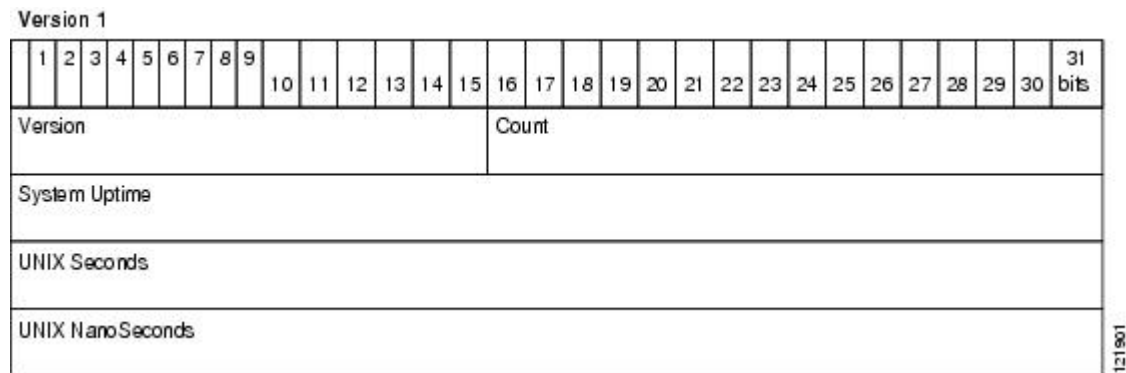 Version 1
1 2 3 4 5 6 7 8 9 10 11 12 13 14 15 16 17 18 19 20 21 22 23 24 25 26 27 28 29 30 31 bits
Version Count
System Uptime
UNIX Seconds
UNIX NanoSeconds
121901